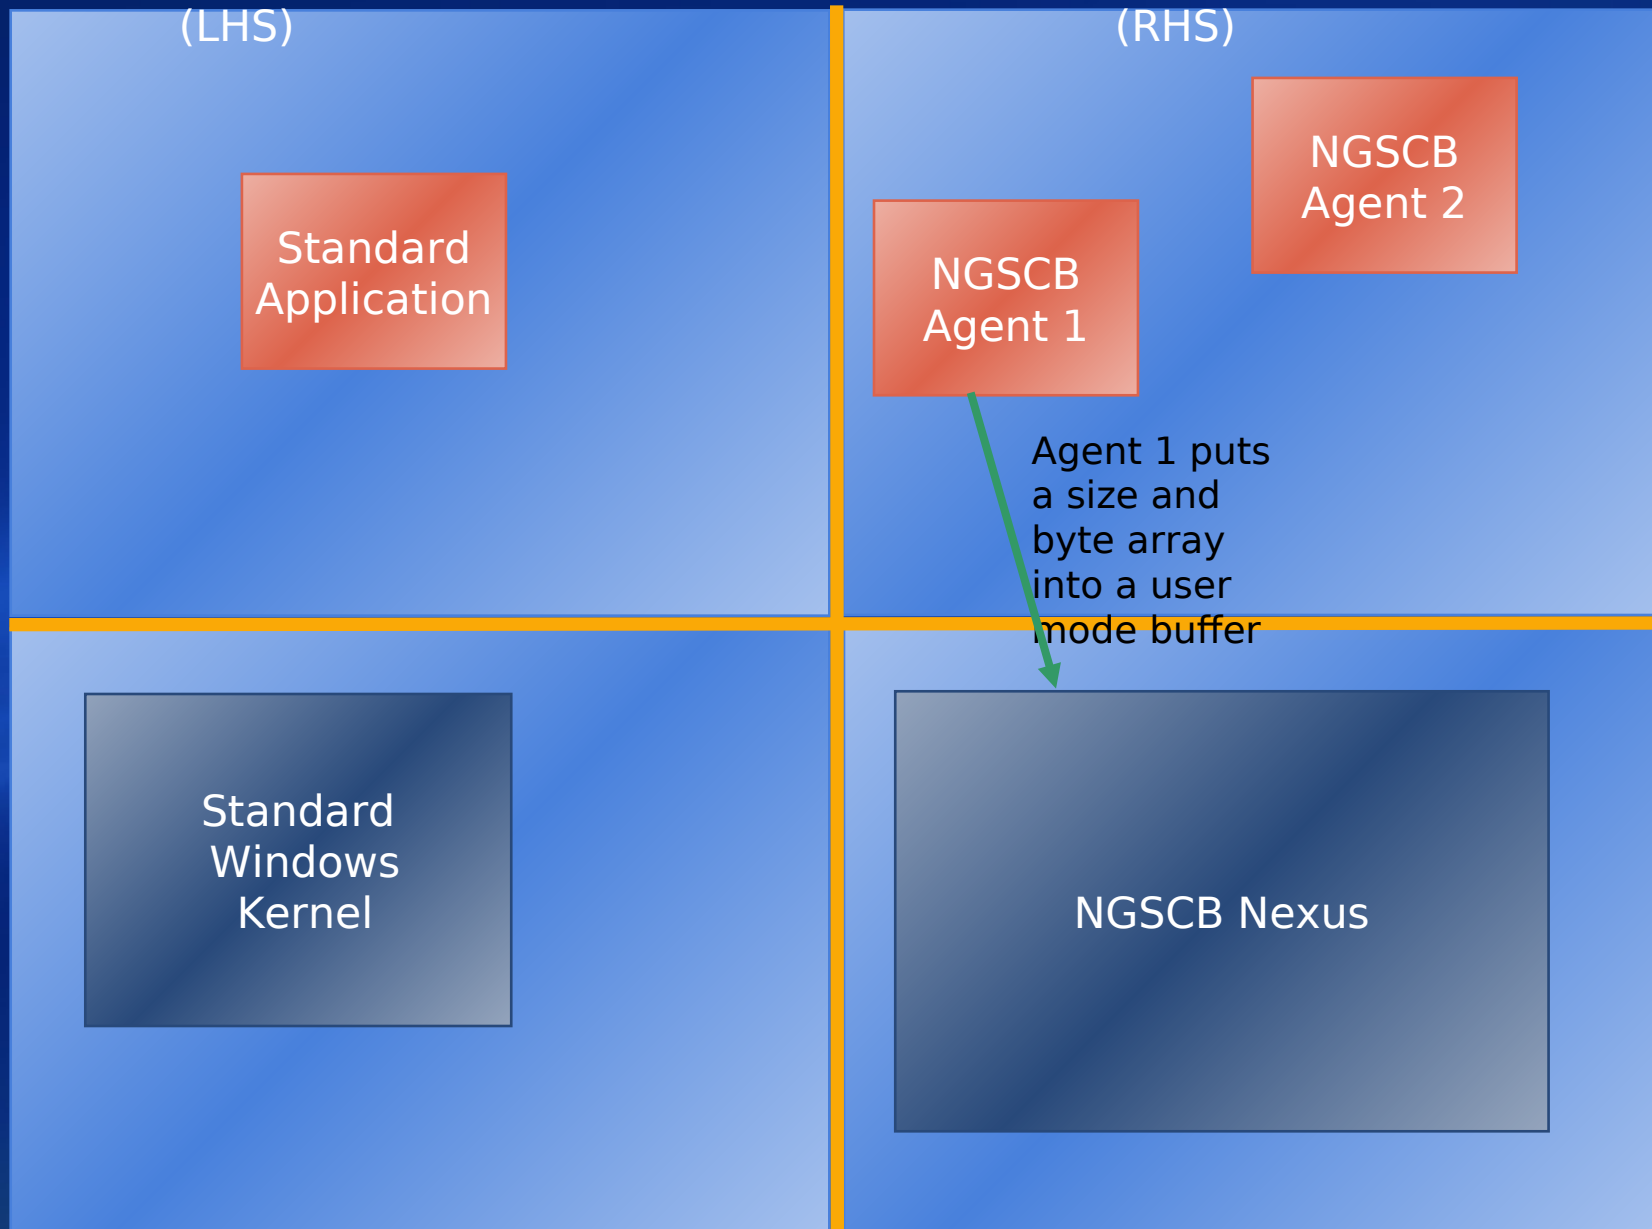 (LHS)
(RHS)
NGSCB
Agent 2
Standard
Application
NGSCB
Agent 1
Agent 1 puts
a size and
byte array
into a user
mode buffer
Standard
Windows
Kernel
NGSCB Nexus